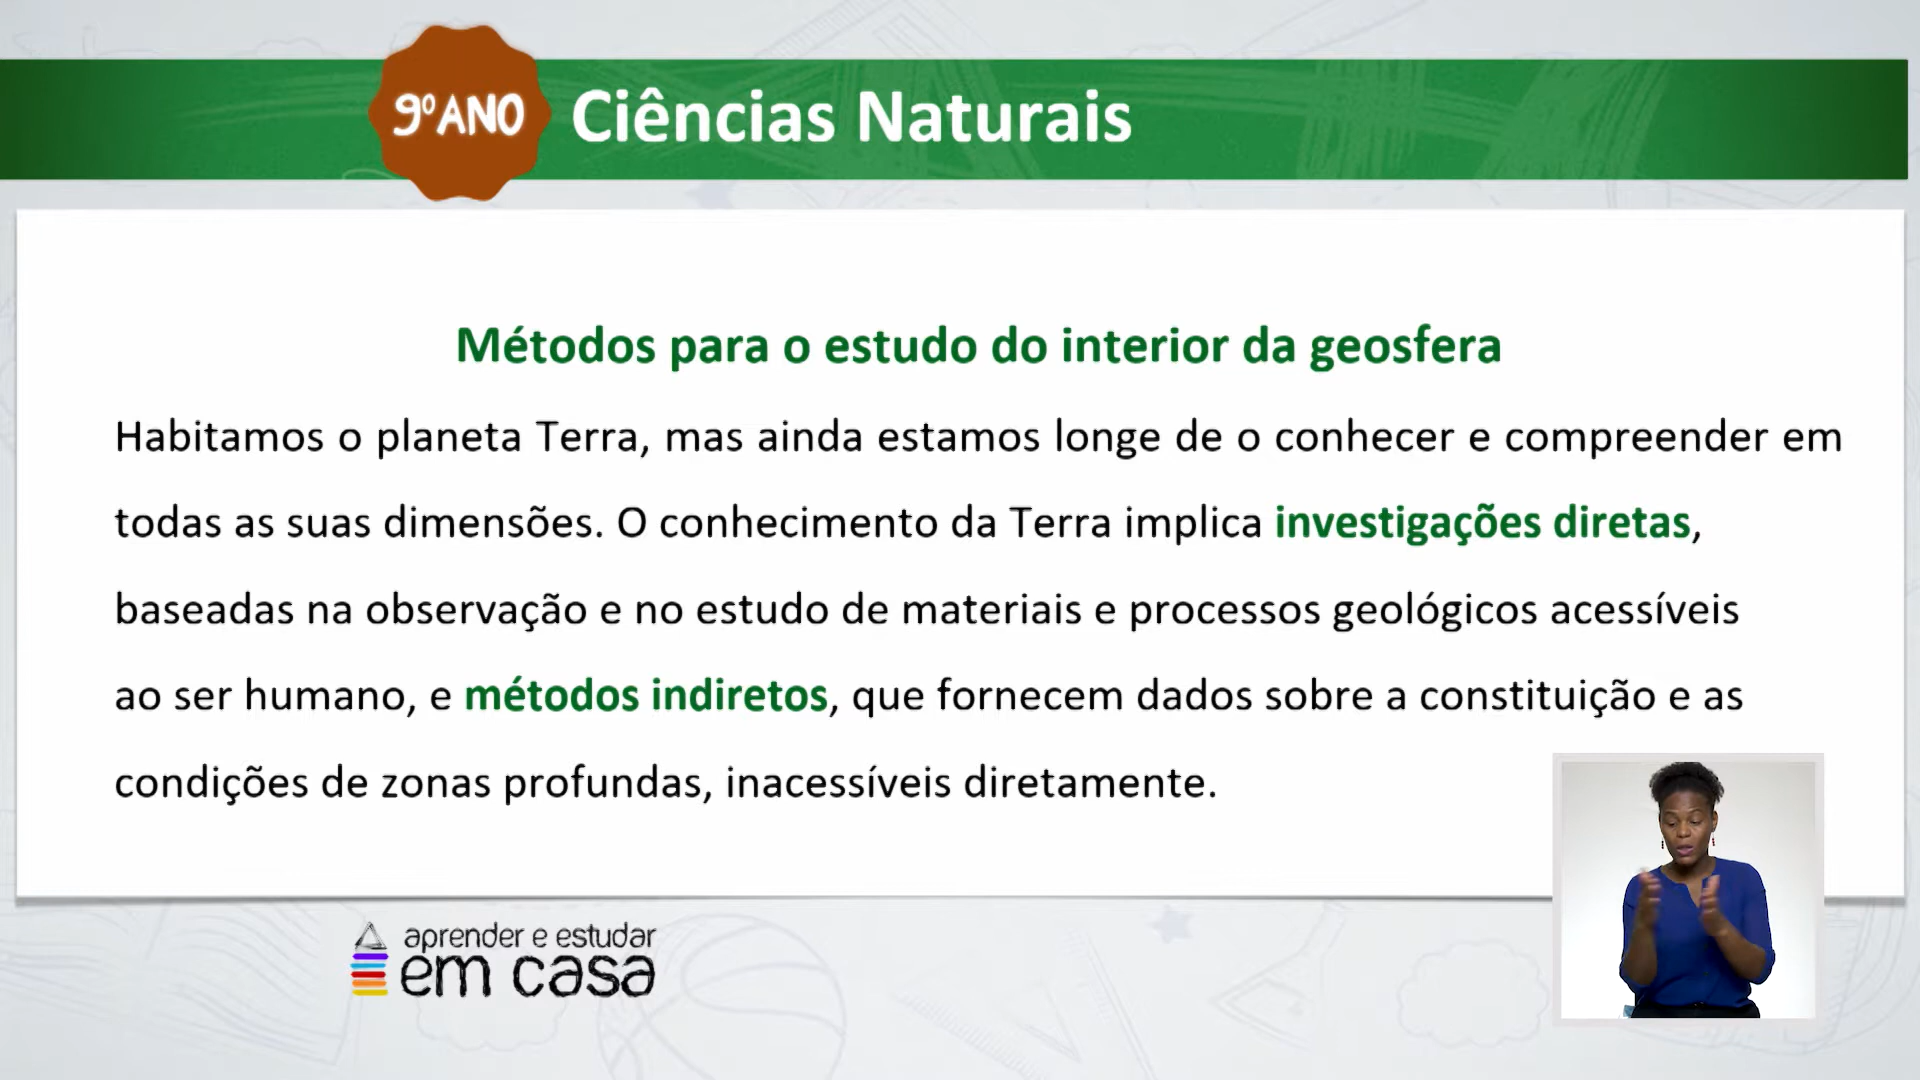 9º ANO
Ciências Naturais
Métodos para o estudo do interior da geosfera
Habitamos o planeta Terra, mas ainda estamos longe de o conhecer e compreender em
todas as suas dimensões. O conhecimento da Terra implica investigações diretas,
baseadas na observação e no estudo de materiais e processos geológicos acessíveis
ao ser humano, e métodos indiretos, que fornecem dados sobre a constituição e as
condições de zonas profundas, inacessíveis diretamente.
aprender e estudar
em casa